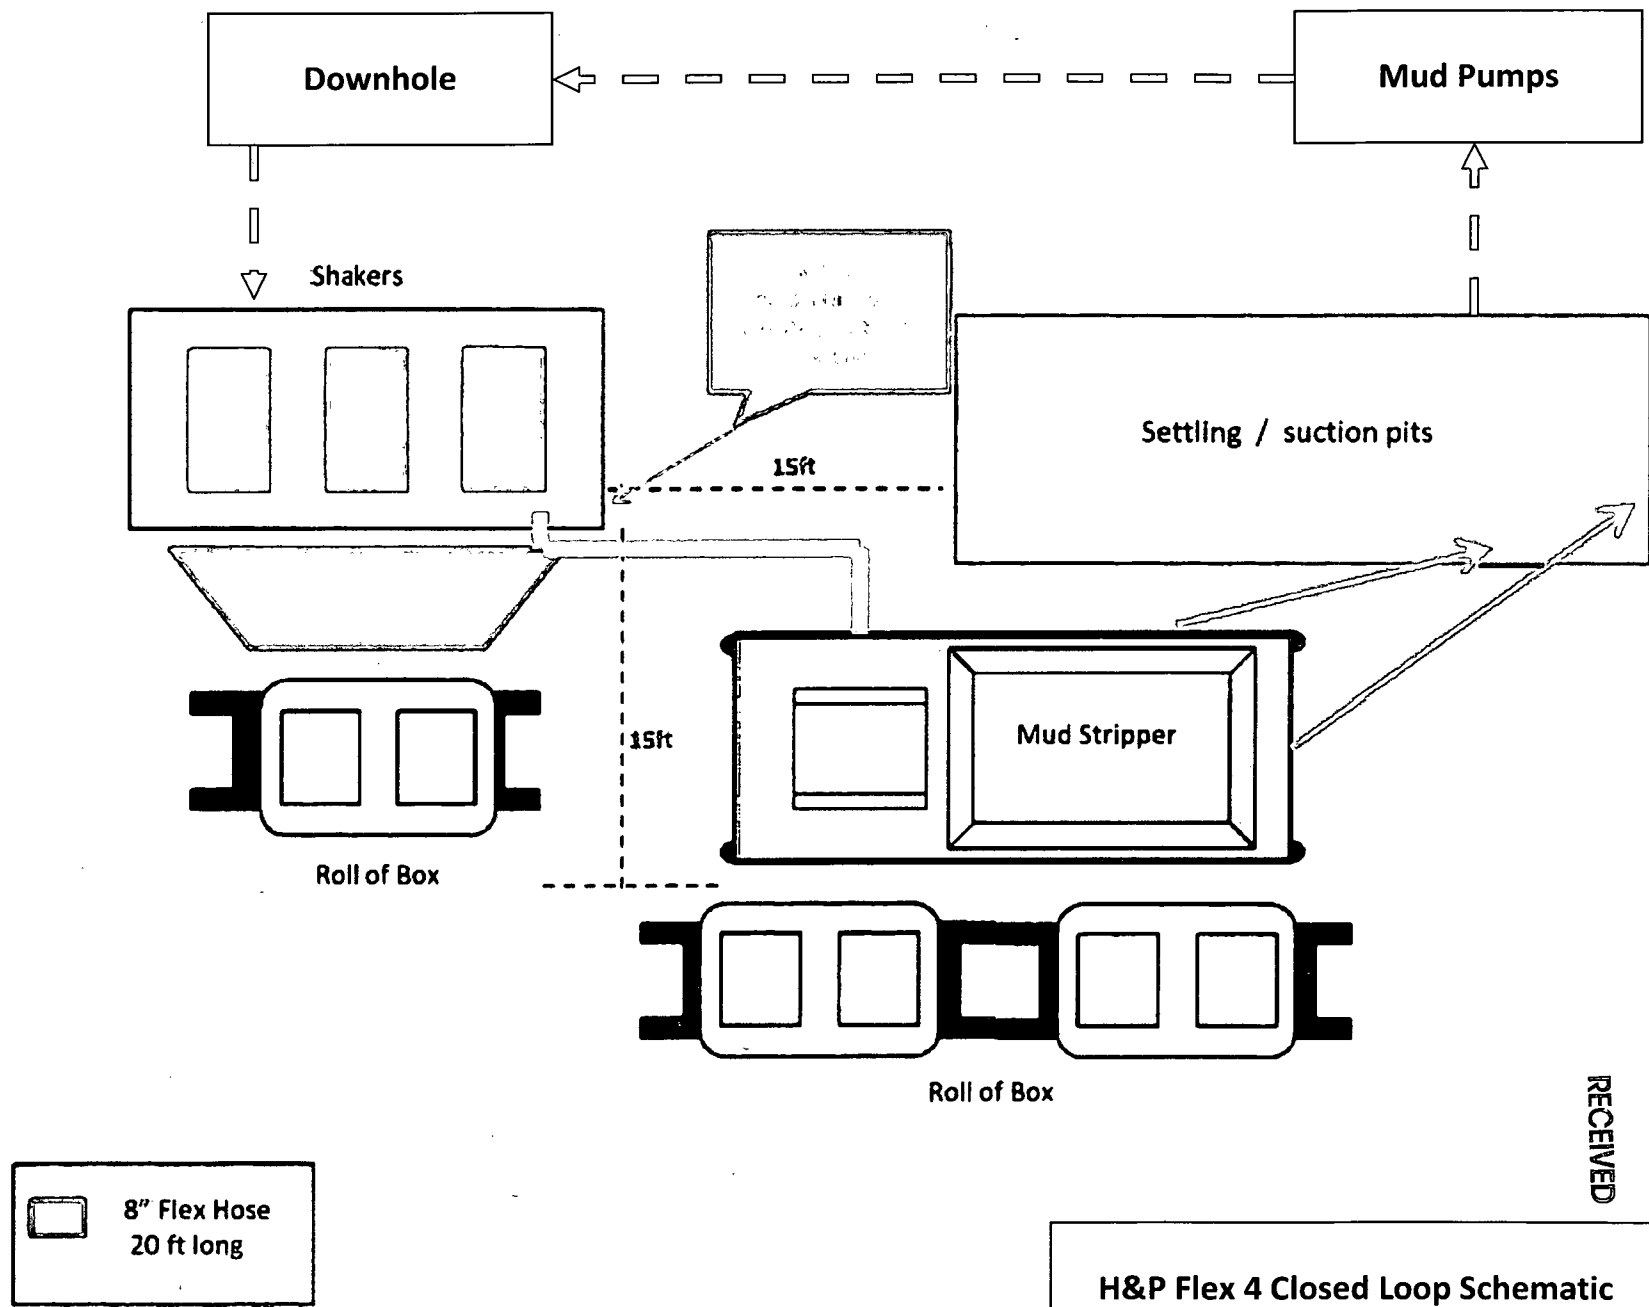 Downhole
Mud Pumps
Shakers
15ft
Settling / suction pits
15ft
Mud Stripper
Roll of Box
Roll of Box
RECEIVED
8" Flex Hose
20 ft long
H&P Flex 4 Closed Loop Schematic